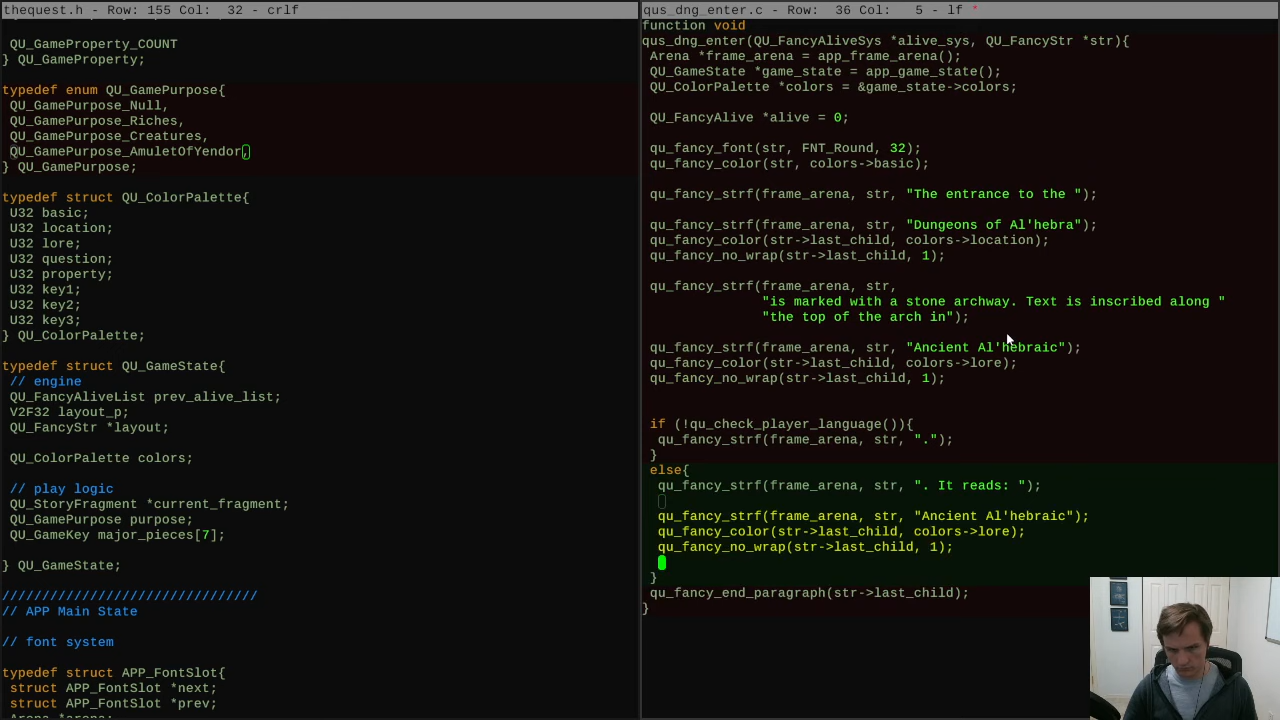 thequest.h - Row: 155 Col: 32 - crlf
QU_GameProperty_COUNT
} QU_GameProperty;
typedef enum QU_GamePurpose{
QU_GamePurpose_Null,
QU_GamePurpose_Riches,
QU_GamePurpose_Creatures,
QU_GamePurpose_AmuletOfYendor,
} QU_GamePurpose;
typedef struct QU_ColorPalette{
U32 basic;
U32 location;
U32 lore;
U32 question;
U32 property;
U32 key1;
U32 key2;
U32 key3;
} QU_ColorPalette;
typedef struct QU_GameState{
// engine
QU_FancyAliveList prev_alive_list;
V2F32 layout_p;
QU_FancyStr *layout;
QU_ColorPalette colors;
// play logic
QU_StoryFragment *current_fragment;
QU_GamePurpose purpose;
QU_GameKey major_pieces[7];
} QU_GameState;
////////////////////////////////
// APP Main State
// font system
typedef struct APP_FontSlot{
struct APP_FontSlot *next;
struct APP_FontSlot *prev;
qus_dng_enter.c - Row: 36 Col: 5 - lf *
function void
qus_dng_enter(QU_FancyAliveSys *alive_sys, QU_FancyStr *str){
Arena *frame_arena = app_frame_arena();
QU_GameState *game_state = app_game_state();
QU_ColorPalette *colors = &game_state->colors;
QU_FancyAlive *alive = 0;
qu_fancy_font(str, FNT_Round, 32);
qu_fancy_color(str, colors->basic);
qu_fancy_strf(frame_arena, str, "The entrance to the ");
qu_fancy_strf(frame_arena, str, "Dungeons of Al'hebra");
qu_fancy_color(str->last_child, colors->location);
qu_fancy_no_wrap(str->last_child, 1);
qu_fancy_strf(frame_arena, str,
"is marked with a stone archway. Text is inscribed along "
"the top of the arch in");
qu_fancy_strf(frame_arena, str, "Ancient Al'hebraic");
qu_fancy_color(str->last_child, colors->lore);
qu_fancy_no_wrap(str->last_child, 1);
if (!qu_check_player_language()){
qu_fancy_strf(frame_arena, str, ".");
}
else{
qu_fancy_strf(frame_arena, str, ". It reads: ");
qu_fancy_strf(frame_arena, str, "Ancient Al'hebraic");
qu_fancy_color(str->last_child, colors->lore);
qu_fancy_no_wrap(str->last_child, 1);
}
qu_fancy_end_paragraph(str->last_child);
}